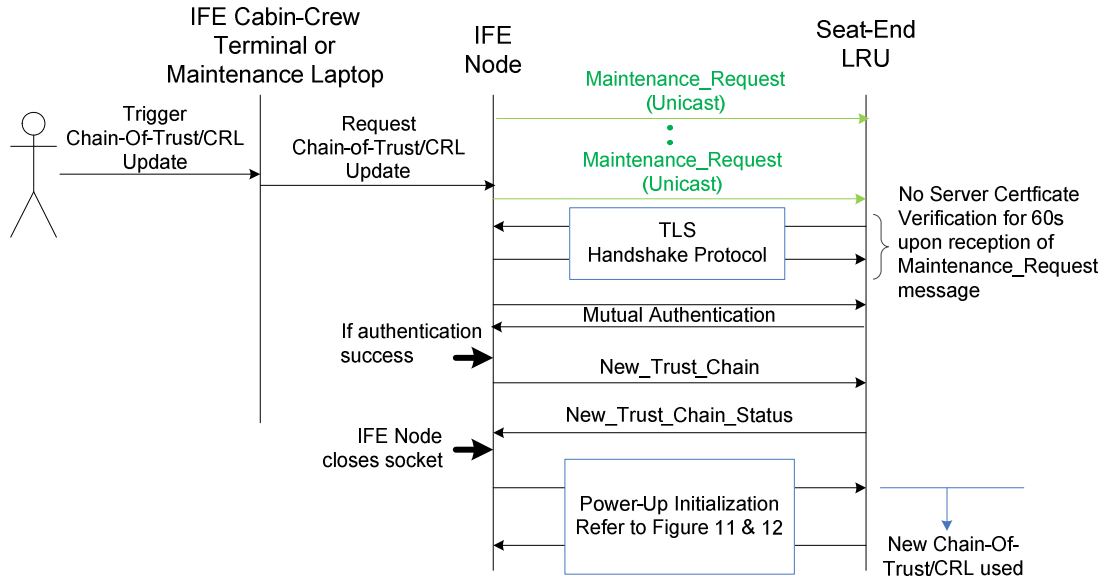 IFE Cabin-Crew
Terminal or
Maintenance Laptop
IFE
Node
Seat-End
LRU
Trigger
Chain-Of-Trust/CRL
Update
Request
Chain-of-Trust/CRL
Update
Maintenance_Request
(Unicast)
Maintenance_Request
(Unicast)
TLS
Handshake Protocol
No Server Certficate
Verification for 60s
upon reception of
Maintenance_Request
message
Mutual Authentication
If authentication
success
New_Trust_Chain
New_Trust_Chain_Status
IFE Node
closes socket
Power-Up Initialization
Refer to Figure 11 & 12
New Chain-Of-
Trust/CRL used